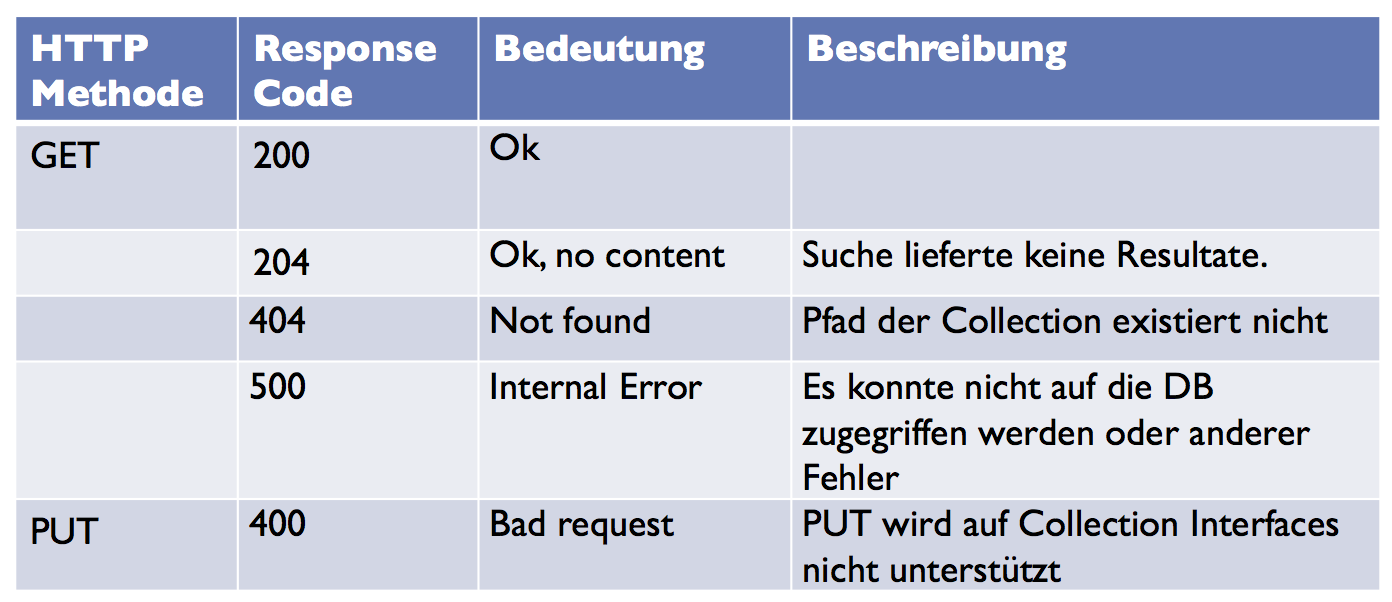 HTTP Methode Response Code Bedeutung Beschreibung
GET 200 Ok
204 Ok, no content Suche lieferte keine Resultate.
404 Not found Pfad der Collection existiert nicht
500 Internal Error Es konnte nicht auf die DB
zugegriffen werden oder anderer
Fehler
PUT 400 Bad request PUT wird auf Collection Interfaces
nicht unterstützt